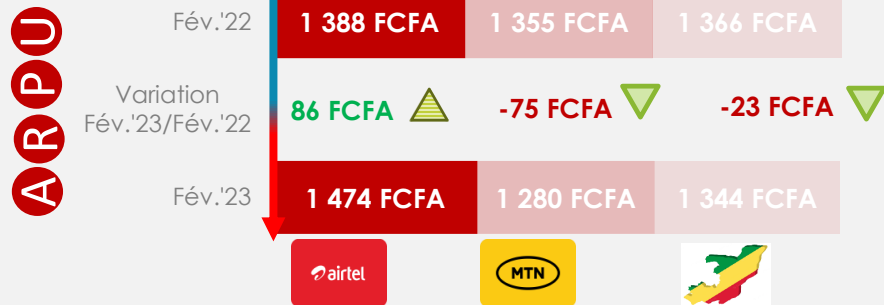 ARPU
Fév.'22
1 388 FCFA
1 355 FCFA
1 366 FCFA
Variation
Fév.'23/Fév.'22
86 FCFA
-75 FCFA
-23 FCFA
Fév.'23
1 474 FCFA
1 280 FCFA
1 344 FCFA
airtel
MTN